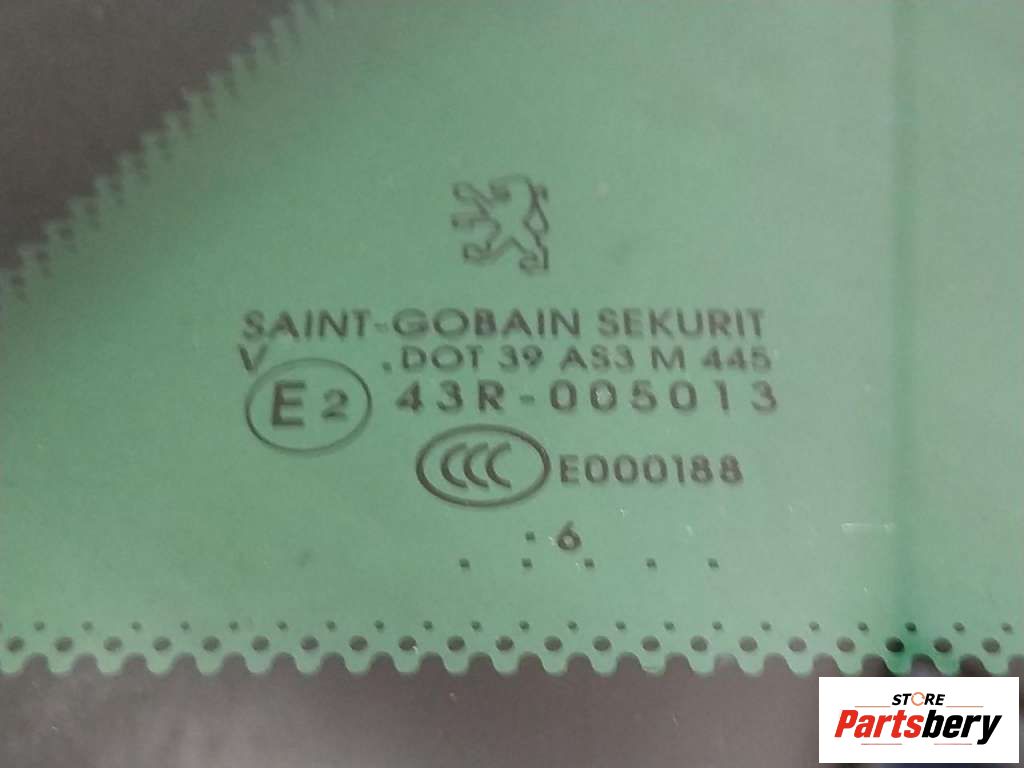 SAINT-GOBAIN SEKURIT
V .DOT 39 AS3 M 445
E2 43R-005013
CCC E000188
6
STORE
Partsbery